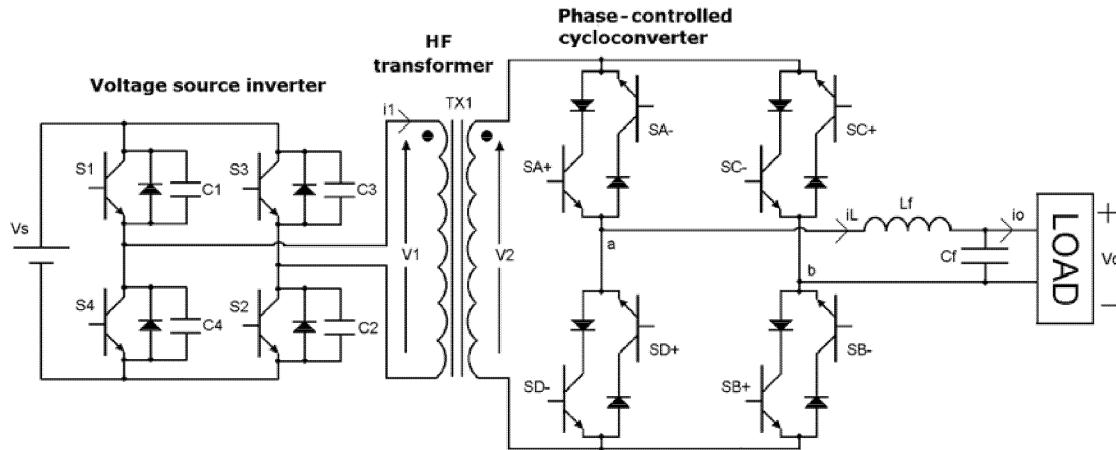 Phase-controlled
cycloconverter
HF
transformer
Voltage source inverter
i1
TX1
SA-
SC+
S1
S3
C1
C3
SA+
SC-
Vs
iL
Lf
io
V1
V2
a
b
Cf
LOAD
+
-
S4
S2
C4
C2
SD+
SB-
SD-
SB+